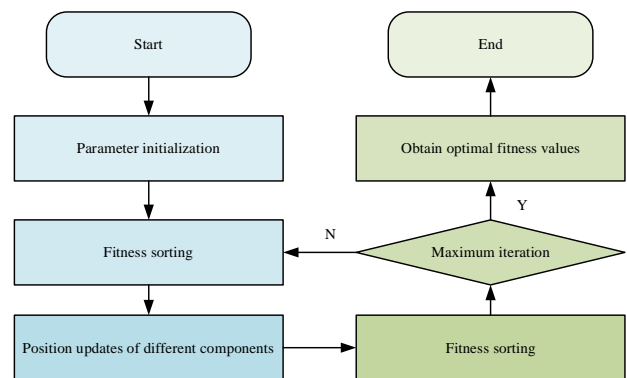 Start
End
Parameter initialization
Obtain optimal fitness values
Y
N
Fitness sorting
Maximum iteration
Position updates of different components
Fitness sorting